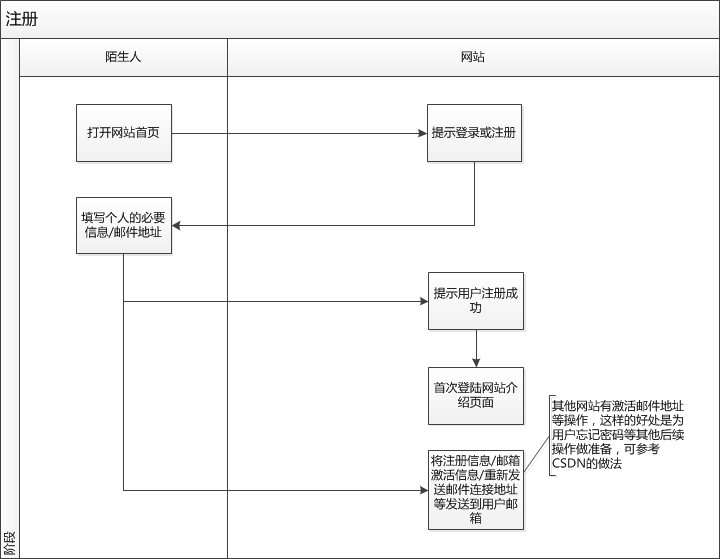 注册
陌生人
网站
打开网站首页
提示登录或注册
填写个人的必要
信息/邮件地址
提示用户注册成
功
首次登陆网站介
绍页面
其他网站有激活邮件地址
等操作，这样的好处是为
用户忘记密码等其他后续
操作做准备，可参考
CSDN的做法
将注册信息/邮箱
激活信息/重新发
送邮件连接地址
等发送到用户邮
箱
阶段